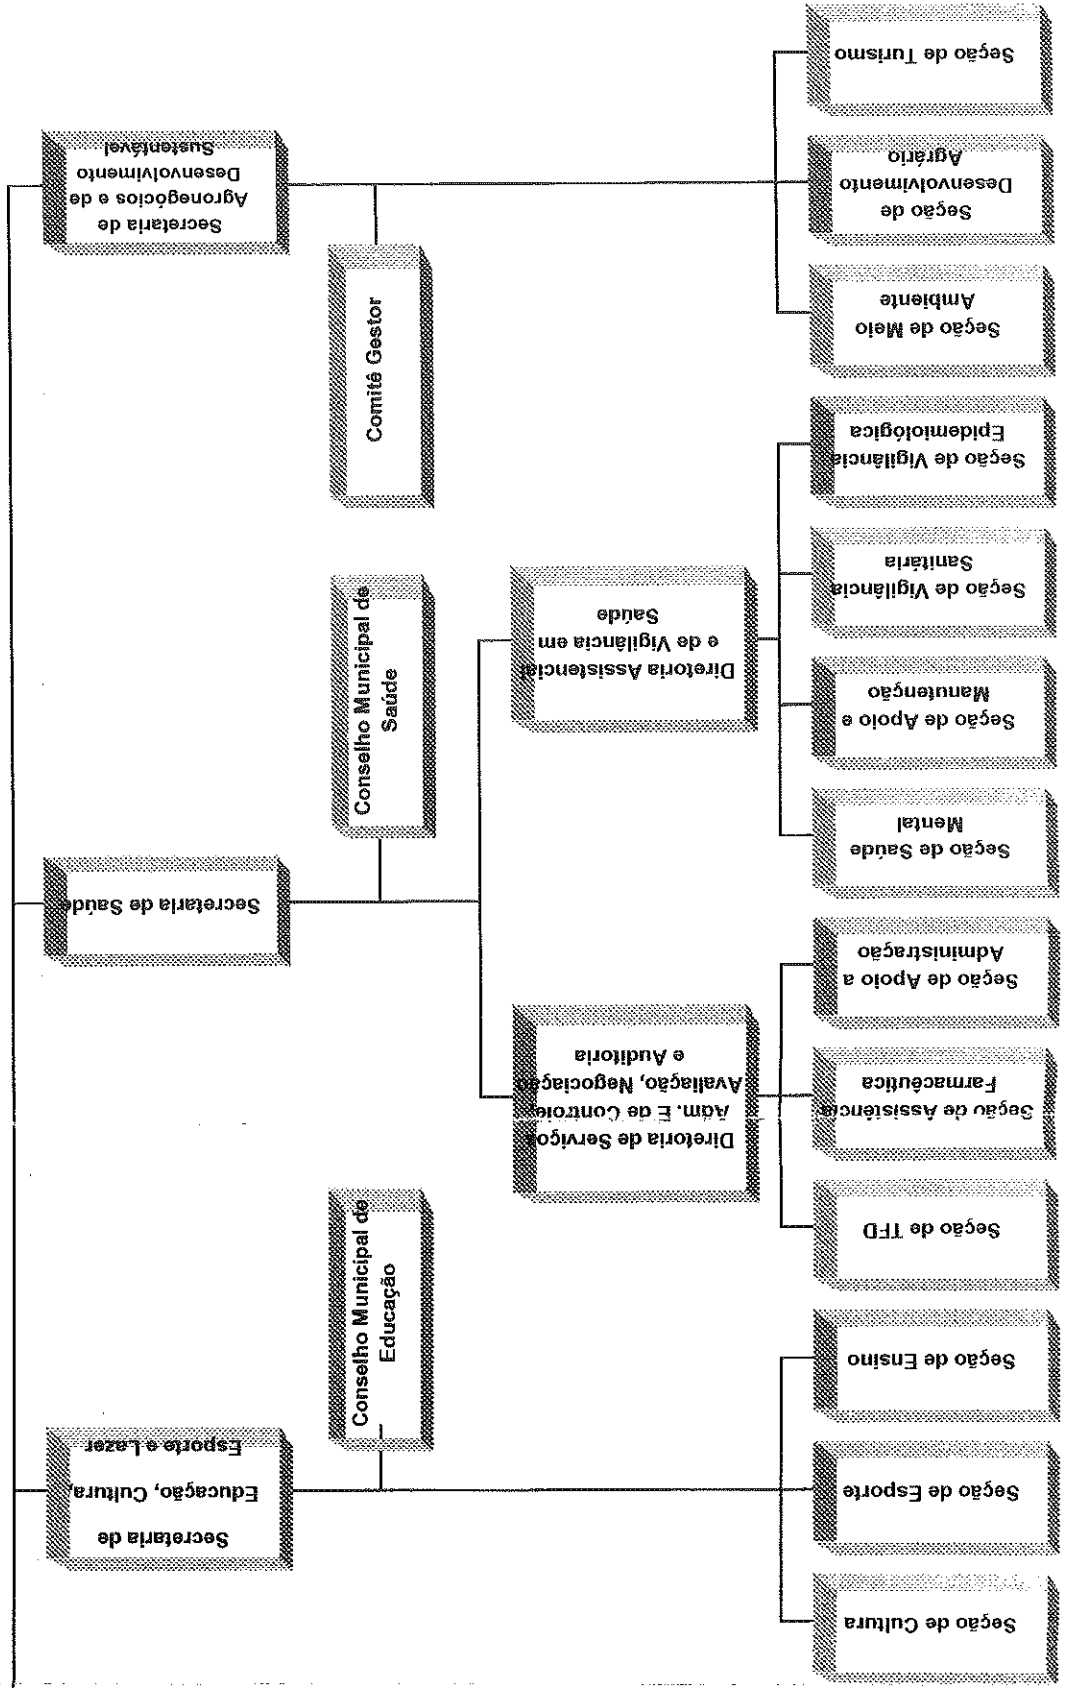 Secretaria de
Educação, Cultura,
Esporte e Lazer
Conselho Municipal de
Educação
Seção de Cultura
Seção de Esporte
Seção de Ensino
Secretaria de Saúde
Conselho Municipal de
Saúde
Diretoria de Serviços
Adm. E de Controle,
Avaliação, Negociação
e Auditoria
Seção de TFD
Seção de Assistência
Farmacêutica
Seção de Apoio a
Administração
Diretoria Assistencial
e de Vigilância em
Saúde
Seção de Saúde
Mental
Seção de Apoio e
Manutenção
Seção de Vigilância
Sanitária
Seção de Vigilância
Epidemiológica
Secretaria de
Agronegócios e de
Desenvolvimento
Sustentável
Comitê Gestor
Seção de Meio
Ambiente
Seção de
Desenvolvimento
Agrário
Seção de Turismo